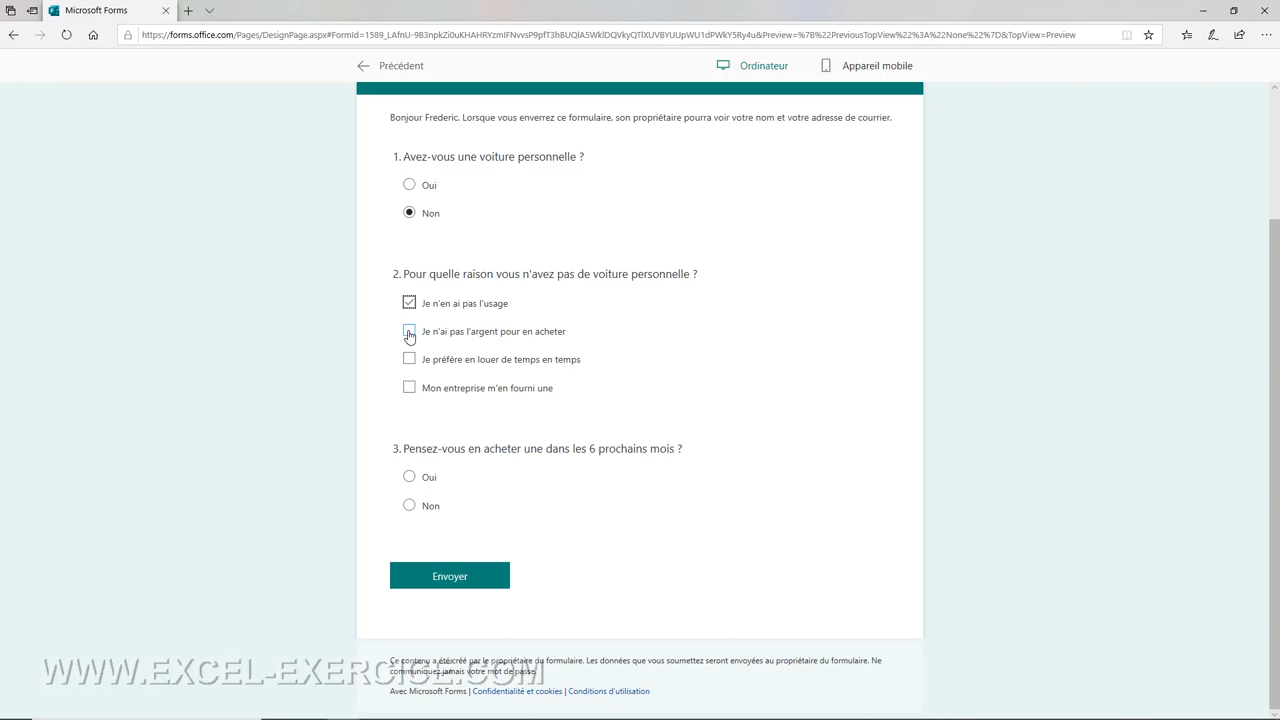 Microsoft Forms
https://forms.office.com/Pages/DesignPage.aspx#FormId=1589_LAfnU-9B3npkZi0uKHAHRYzmIFNvvsP9pfT3hBUQlA5WklDQVkyQTlXUVBYUUpWU1dPWkY5Ry4u&Preview=%7B%22PreviousTopView%22%3A%22None%22%7D&TopView=Preview
Précédent
Ordinateur
Appareil mobile
Bonjour Frederic. Lorsque vous enverrez ce formulaire, son propriétaire pourra voir votre nom et votre adresse de courrier.
1. Avez-vous une voiture personnelle ?
Oui
Non
2. Pour quelle raison vous n'avez pas de voiture personnelle ?
Je n'en ai pas l'usage
Je n'ai pas l'argent pour en acheter
Je préfère en louer de temps en temps
Mon entreprise m'en fourni une
3. Pensez-vous en acheter une dans les 6 prochains mois ?
Oui
Non
Envoyer
Ce contenu a été créé par le propriétaire du formulaire. Les données que vous soumettez seront envoyées au propriétaire du formulaire. Ne
communiquez jamais votre mot de passe.
WWW.EXCEL-EXERCICE.COM
Avec Microsoft Forms | Confidentialité et cookies | Conditions d'utilisation